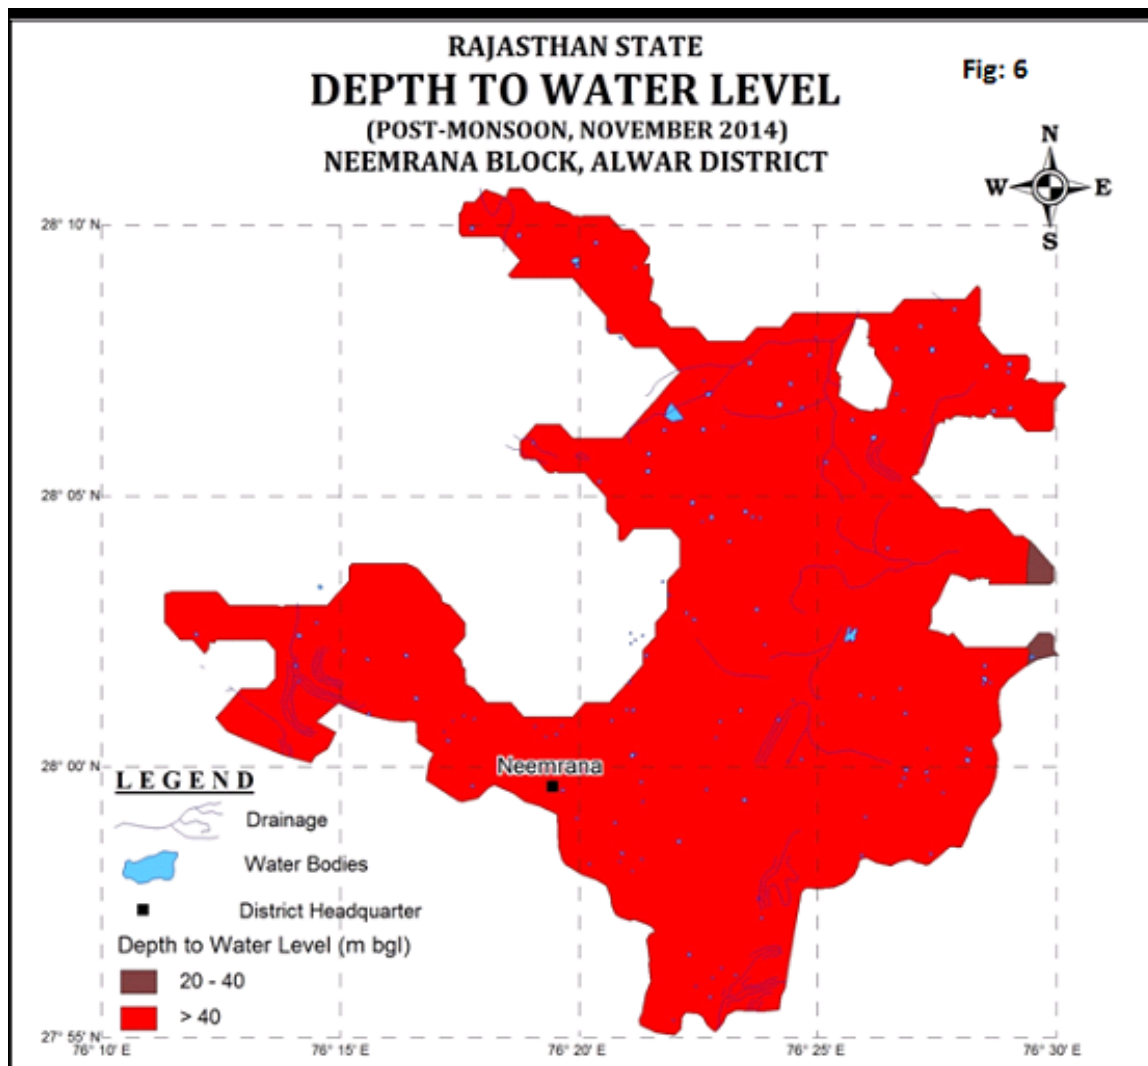 RAJASTHAN STATE
Fig: 6
DEPTH TO WATER LEVEL
(POST-MONSOON, NOVEMBER 2014)
NEEMRANA BLOCK, ALWAR DISTRICT
N
W E
S
28° 10' N
28° 05' N
28° 00' N
Neemrana
LEGEND
Drainage
Water Bodies
District Headquarter
Depth to Water Level (m bgl)
20 - 40
> 40
27° 55' N
76° 10' E 76° 15' E 76° 20' E 76° 25' E 76° 30' E